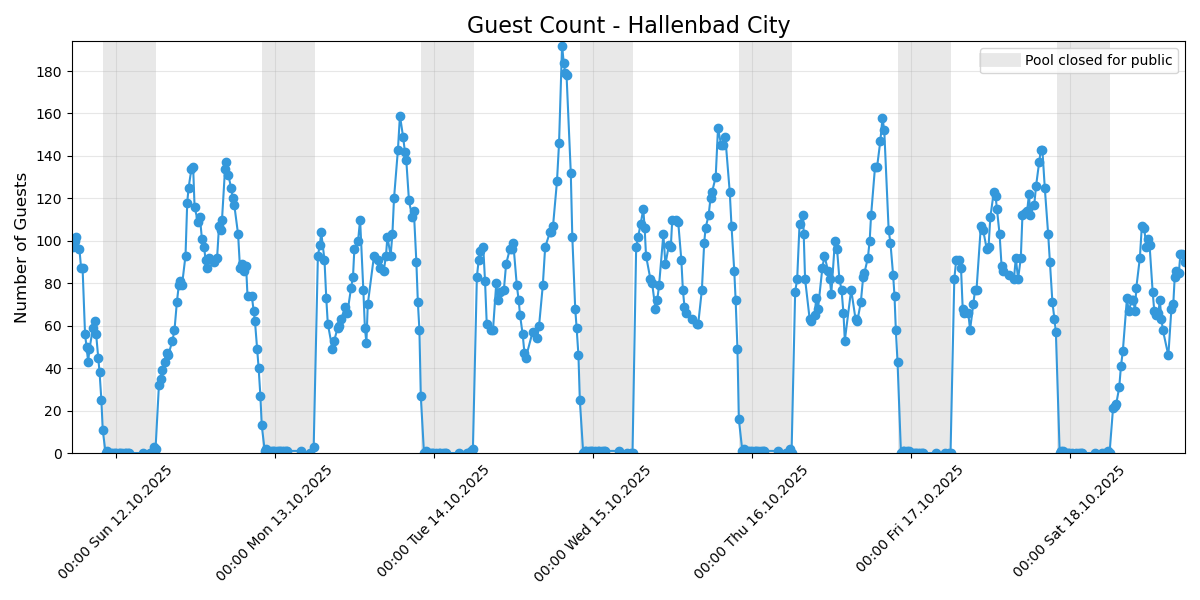 Guest Count - Hallenbad City
Pool closed for public
Number of Guests
180
160
140
120
100
80
60
40
20
0
00:00 Sun 12.10.2025
00:00 Mon 13.10.2025
00:00 Tue 14.10.2025
00:00 Wed 15.10.2025
00:00 Thu 16.10.2025
00:00 Fri 17.10.2025
00:00 Sat 18.10.2025